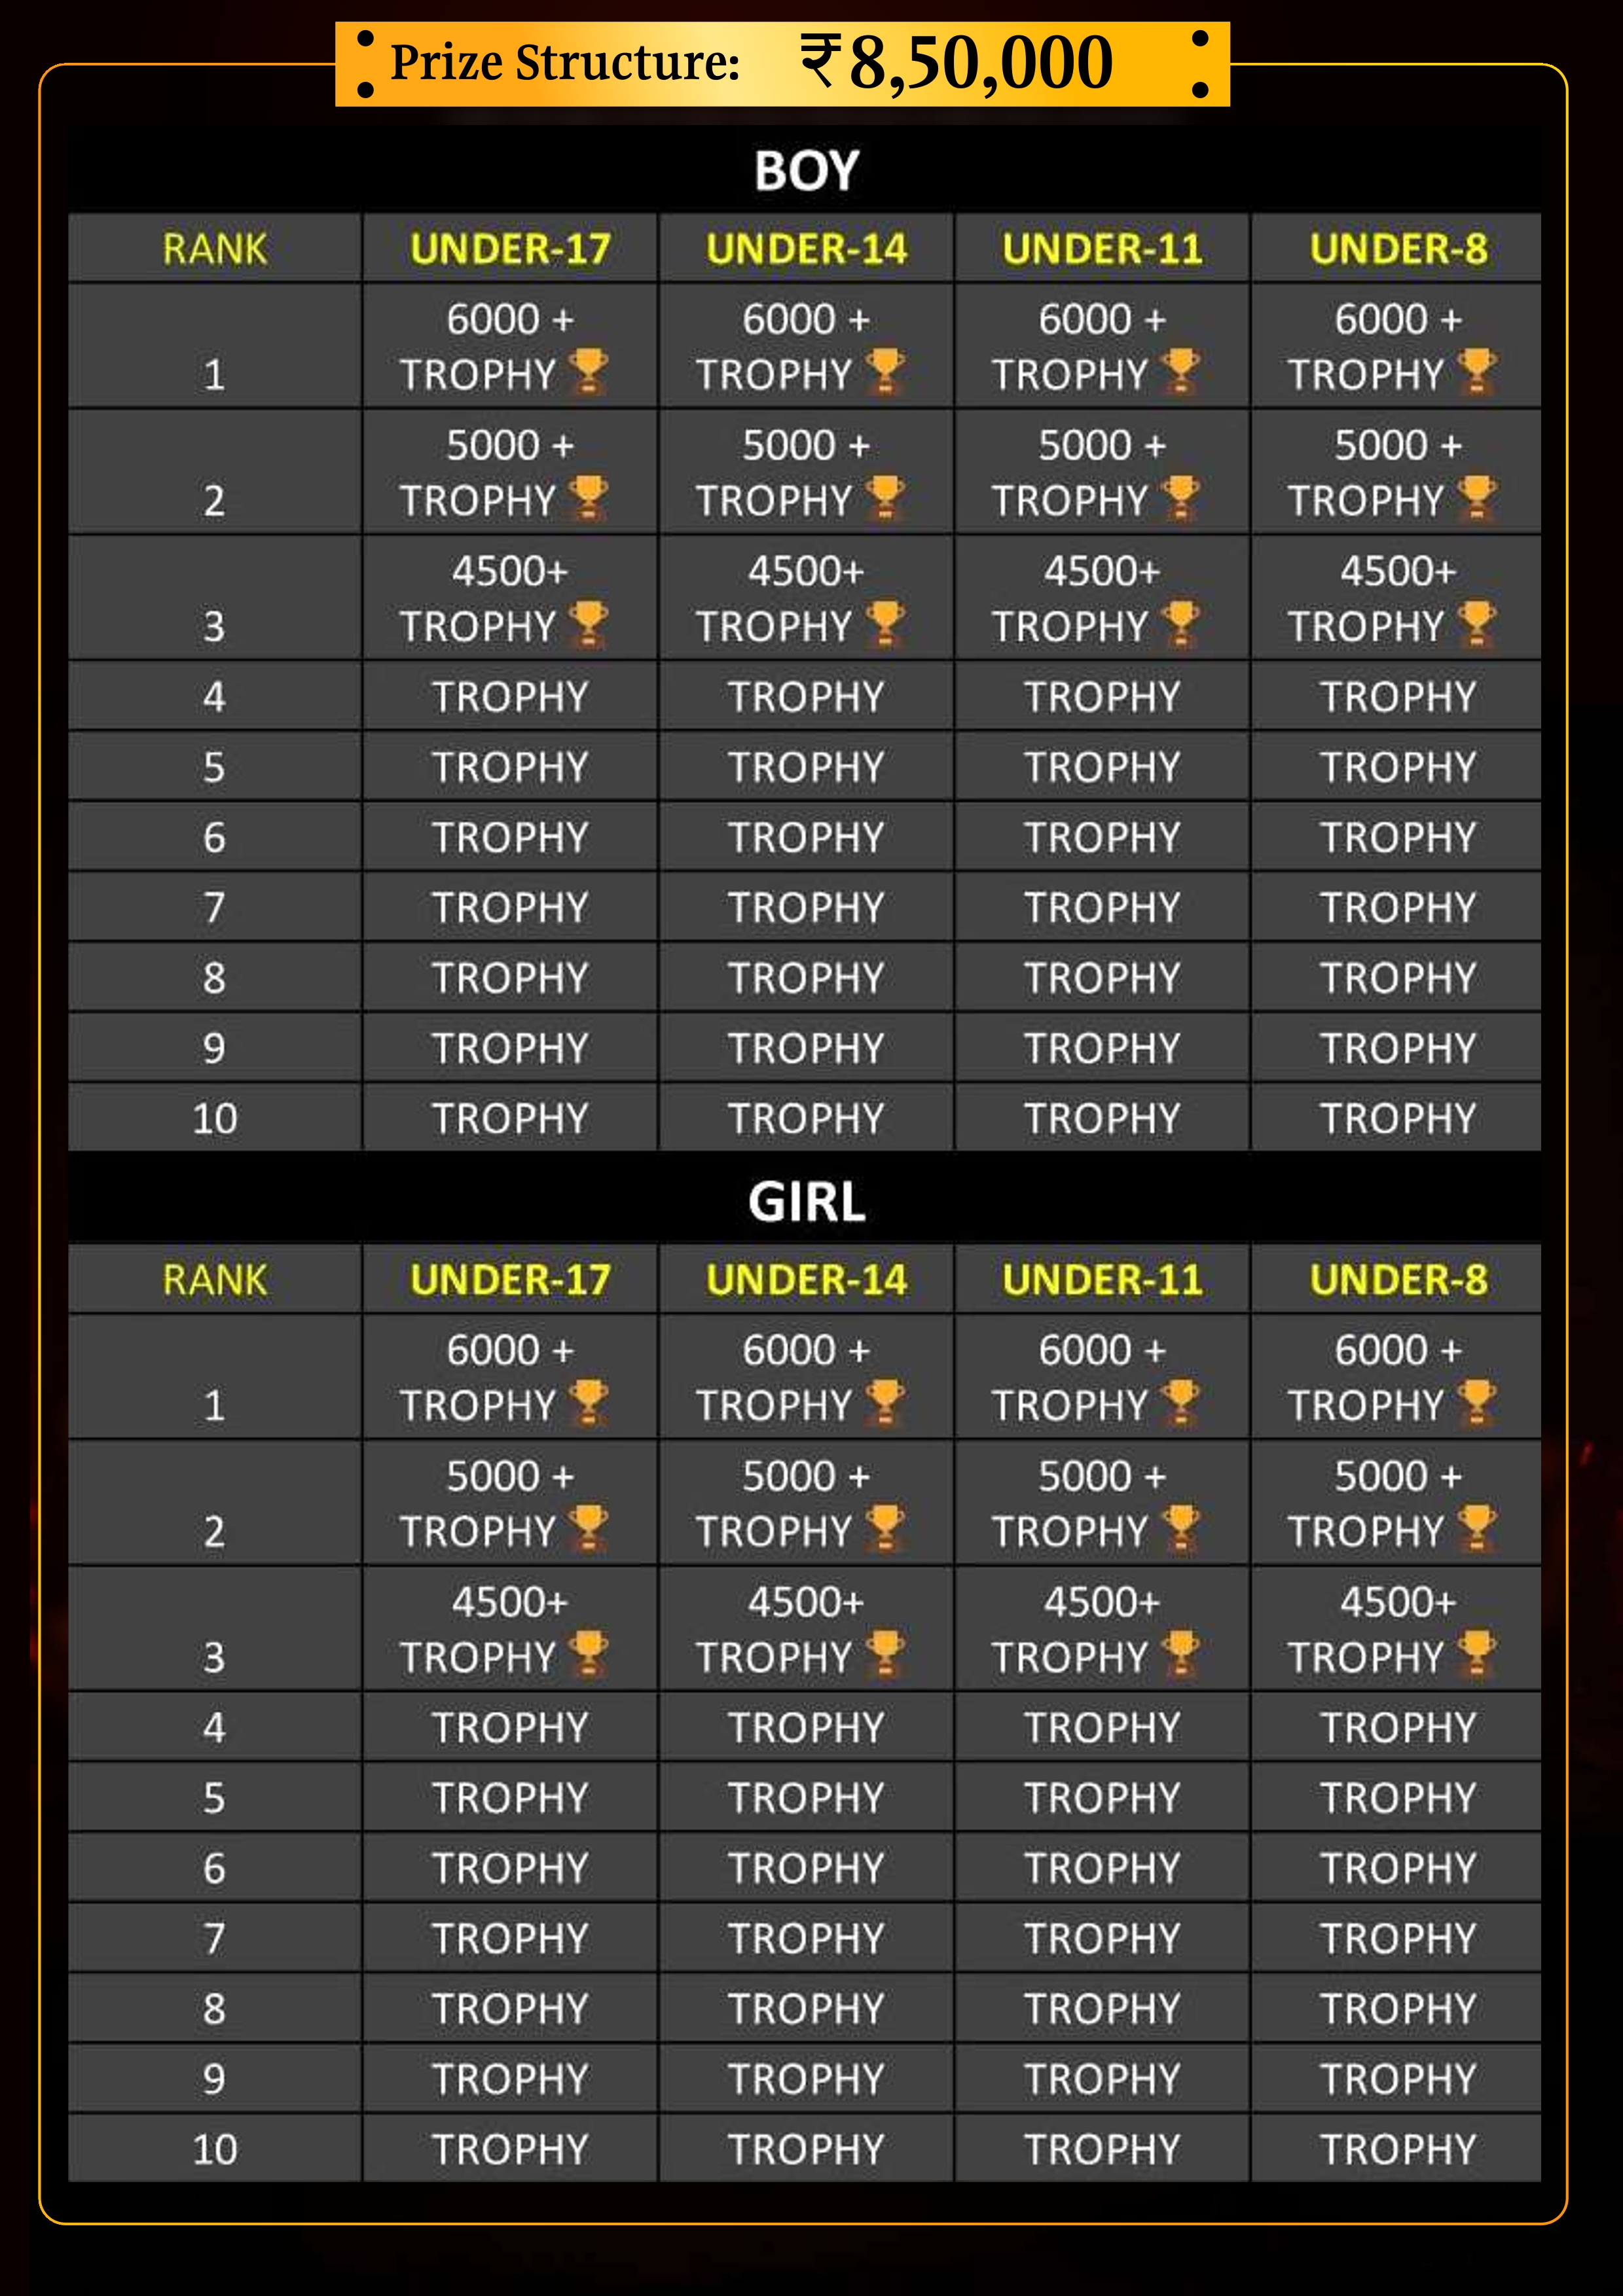 Prize Structure: ₹8,50,000
BOY
RANK UNDER-17 UNDER-14 UNDER-11 UNDER-8
6000 + 6000 + 6000 + 6000 +
1 TROPHY 🏆 TROPHY 🏆 TROPHY 🏆 TROPHY 🏆
5000 + 5000 + 5000 + 5000 +
2 TROPHY 🏆 TROPHY 🏆 TROPHY 🏆 TROPHY 🏆
4500+ 4500+ 4500+ 4500+
3 TROPHY 🏆 TROPHY 🏆 TROPHY 🏆 TROPHY 🏆
4 TROPHY TROPHY TROPHY TROPHY
5 TROPHY TROPHY TROPHY TROPHY
6 TROPHY TROPHY TROPHY TROPHY
7 TROPHY TROPHY TROPHY TROPHY
8 TROPHY TROPHY TROPHY TROPHY
9 TROPHY TROPHY TROPHY TROPHY
10 TROPHY TROPHY TROPHY TROPHY
GIRL
RANK UNDER-17 UNDER-14 UNDER-11 UNDER-8
6000 + 6000 + 6000 + 6000 +
1 TROPHY 🏆 TROPHY 🏆 TROPHY 🏆 TROPHY 🏆
5000 + 5000 + 5000 + 5000 +
2 TROPHY 🏆 TROPHY 🏆 TROPHY 🏆 TROPHY 🏆
4500+ 4500+ 4500+ 4500+
3 TROPHY 🏆 TROPHY 🏆 TROPHY 🏆 TROPHY 🏆
4 TROPHY TROPHY TROPHY TROPHY
5 TROPHY TROPHY TROPHY TROPHY
6 TROPHY TROPHY TROPHY TROPHY
7 TROPHY TROPHY TROPHY TROPHY
8 TROPHY TROPHY TROPHY TROPHY
9 TROPHY TROPHY TROPHY TROPHY
10 TROPHY TROPHY TROPHY TROPHY